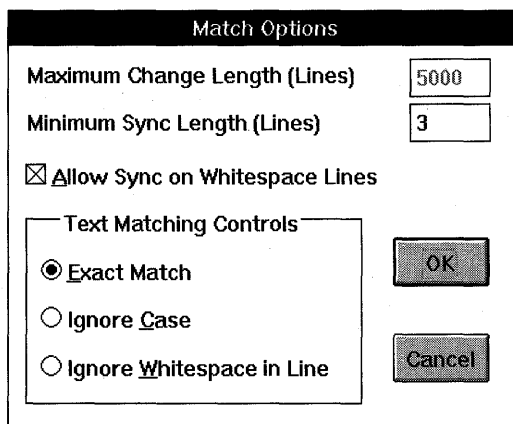 Match Options
Maximum Change Length (Lines) 5000
Minimum Sync Length (Lines) 3
Allow Sync on Whitespace Lines
Text Matching Controls
Exact Match
Ignore Case
Ignore Whitespace in Line
OK
Cancel